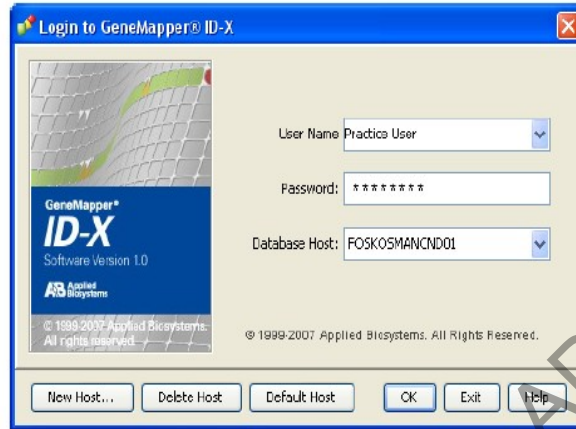 Login to GeneMapper® ID-X
User Name Practice User
Password: ********
Database Host: FOSKOSMANCND01
GeneMapper®
ID-X
Software Version 1.0
AB Applied Biosystems
© 1999-2007 Applied Biosystems.
All rights reserved.
© 1999-2007 Applied Biosystems. All Rights Reserved.
New Host... Delete Host Default Host OK Exit Help